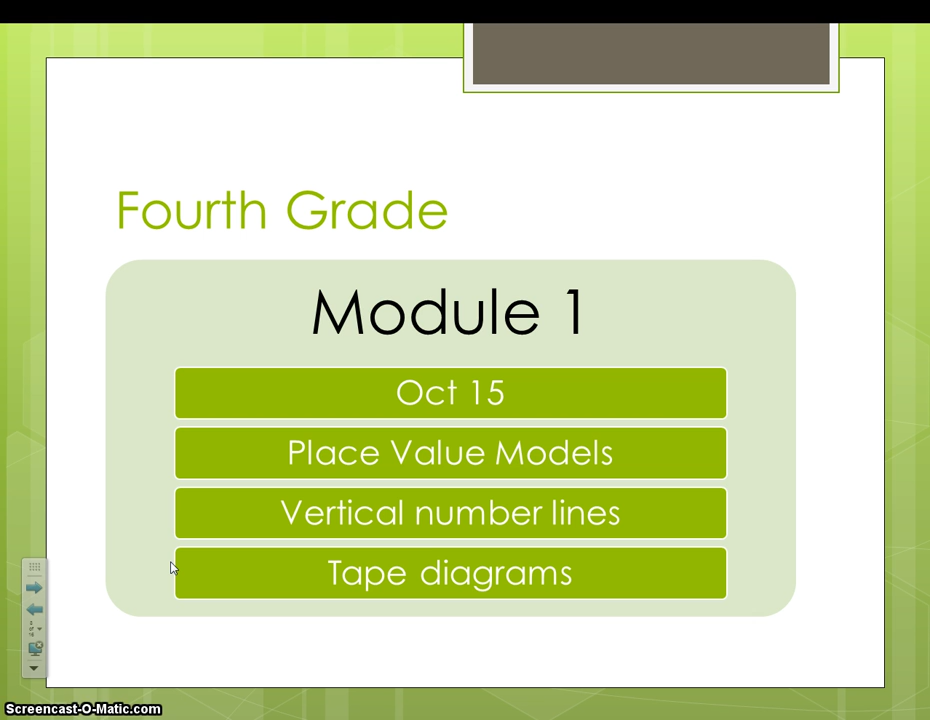 Fourth Grade
Module 1
Oct 15
Place Value Models
Vertical number lines
Tape diagrams
Screencast-O-Matic.com